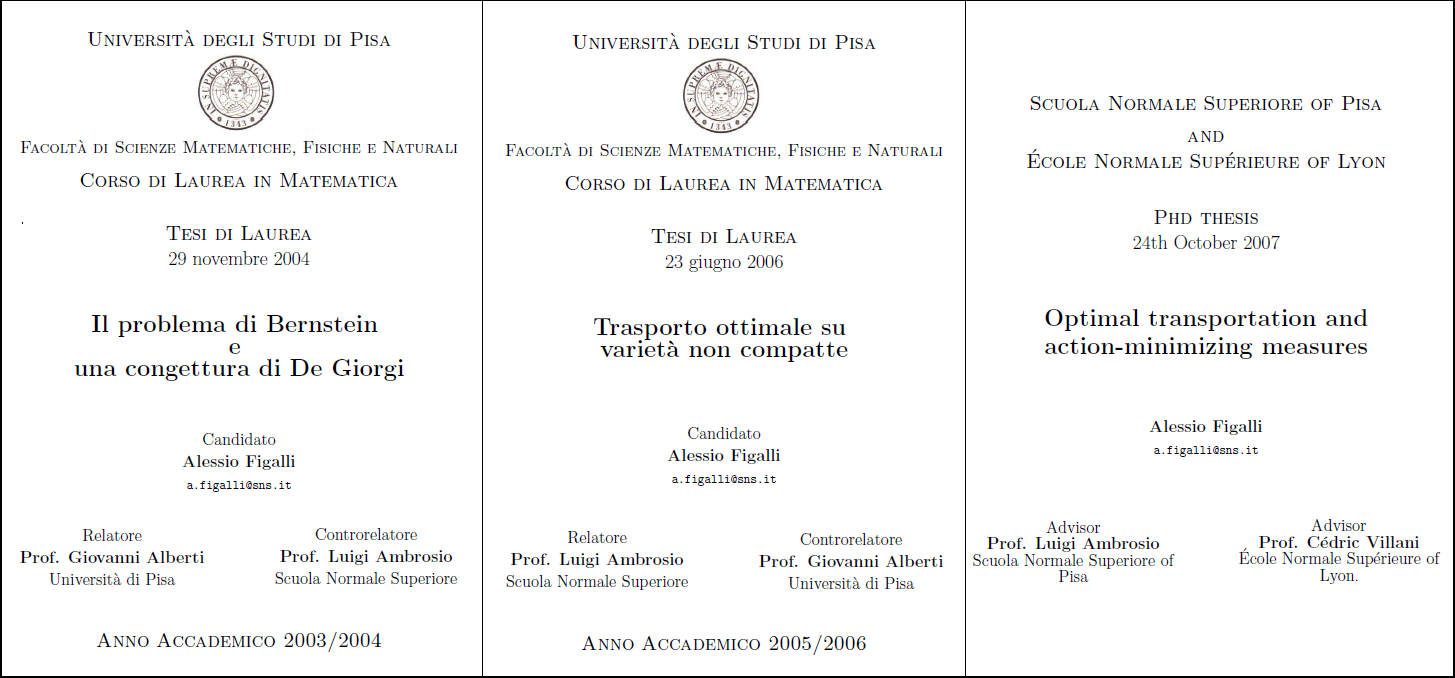 Università degli Studi di Pisa
IN SUPREMÆ DIGNITATIS
1343
Facoltà di Scienze Matematiche, Fisiche e Naturali
Corso di Laurea in Matematica
Tesi di Laurea
29 novembre 2004
Il problema di Bernstein
e
una congettura di De Giorgi
Candidato
Alessio Figalli
a.figalli@sns.it
Relatore
Prof. Giovanni Alberti
Università di Pisa
Controrelatore
Prof. Luigi Ambrosio
Scuola Normale Superiore
Anno Accademico 2003/2004
Università degli Studi di Pisa
IN SUPREMÆ DIGNITATIS
1343
Facoltà di Scienze Matematiche, Fisiche e Naturali
Corso di Laurea in Matematica
Tesi di Laurea
23 giugno 2006
Trasporto ottimale su
varietà non compatte
Candidato
Alessio Figalli
a.figalli@sns.it
Relatore
Prof. Luigi Ambrosio
Scuola Normale Superiore
Controrelatore
Prof. Giovanni Alberti
Università di Pisa
Anno Accademico 2005/2006
Scuola Normale Superiore of Pisa
and
École Normale Supérieure of Lyon
Phd thesis
24th October 2007
Optimal transportation and
action-minimizing measures
Alessio Figalli
a.figalli@sns.it
Advisor
Prof. Luigi Ambrosio
Scuola Normale Superiore of
Pisa
Advisor
Prof. Cédric Villani
École Normale Supérieure of
Lyon.